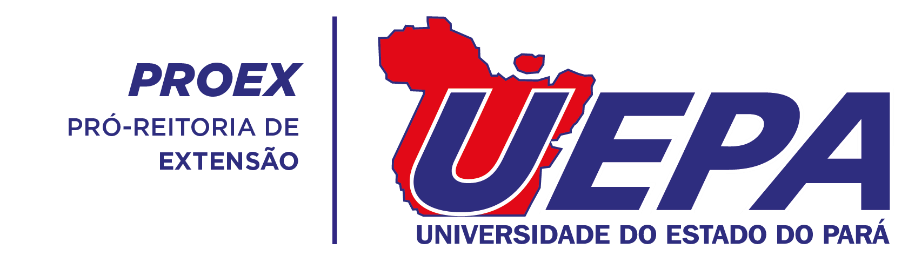 PROEX
PRÓ-REITORIA DE
EXTENSÃO
UEPA
UNIVERSIDADE DO ESTADO DO PARÁ